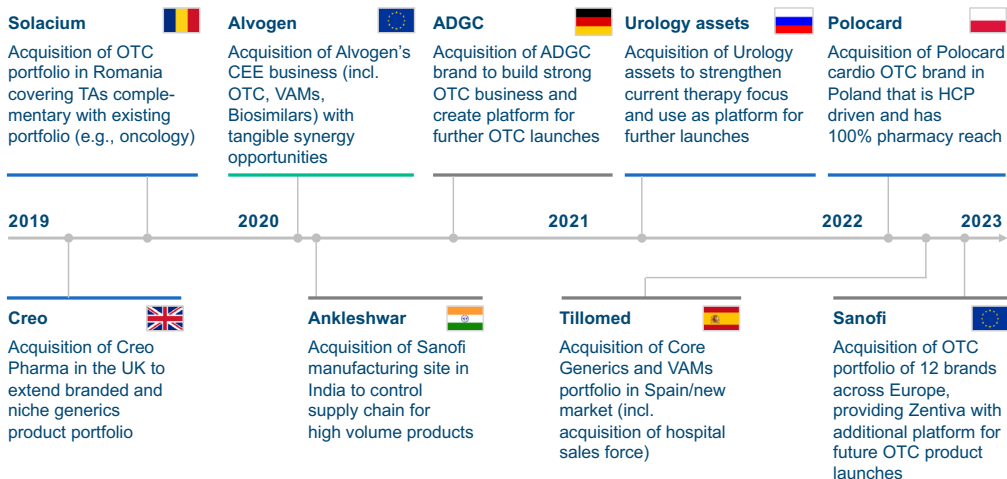 Solacium
Acquisition of OTC
portfolio in Romania
covering TAs comple-
mentary with existing
portfolio (e.g., oncology)
Alvogen
Acquisition of Alvogen's
CEE business (incl.
OTC, VAMs,
Biosimilars) with
tangible synergy
opportunities
ADGC
Acquisition of ADGC
brand to build strong
OTC business and
create platform for
further OTC launches
Urology assets
Acquisition of Urology
assets to strengthen
current therapy focus
and use as platform for
further launches
Polocard
Acquisition of Polocard
cardio OTC brand in
Poland that is HCP
driven and has
100% pharmacy reach
2019
2020
2021
2022
2023
Creo
Acquisition of Creo
Pharma in the UK to
extend branded and
niche generics
product portfolio
Ankleshwar
Acquisition of Sanofi
manufacturing site in
India to control
supply chain for
high volume products
Tillomed
Acquisition of Core
Generics and VAMs
portfolio in Spain/new
market (incl.
acquisition of hospital
sales force)
Sanofi
Acquisition of OTC
portfolio of 12 brands
across Europe,
providing Zentiva with
additional platform for
future OTC product
launches